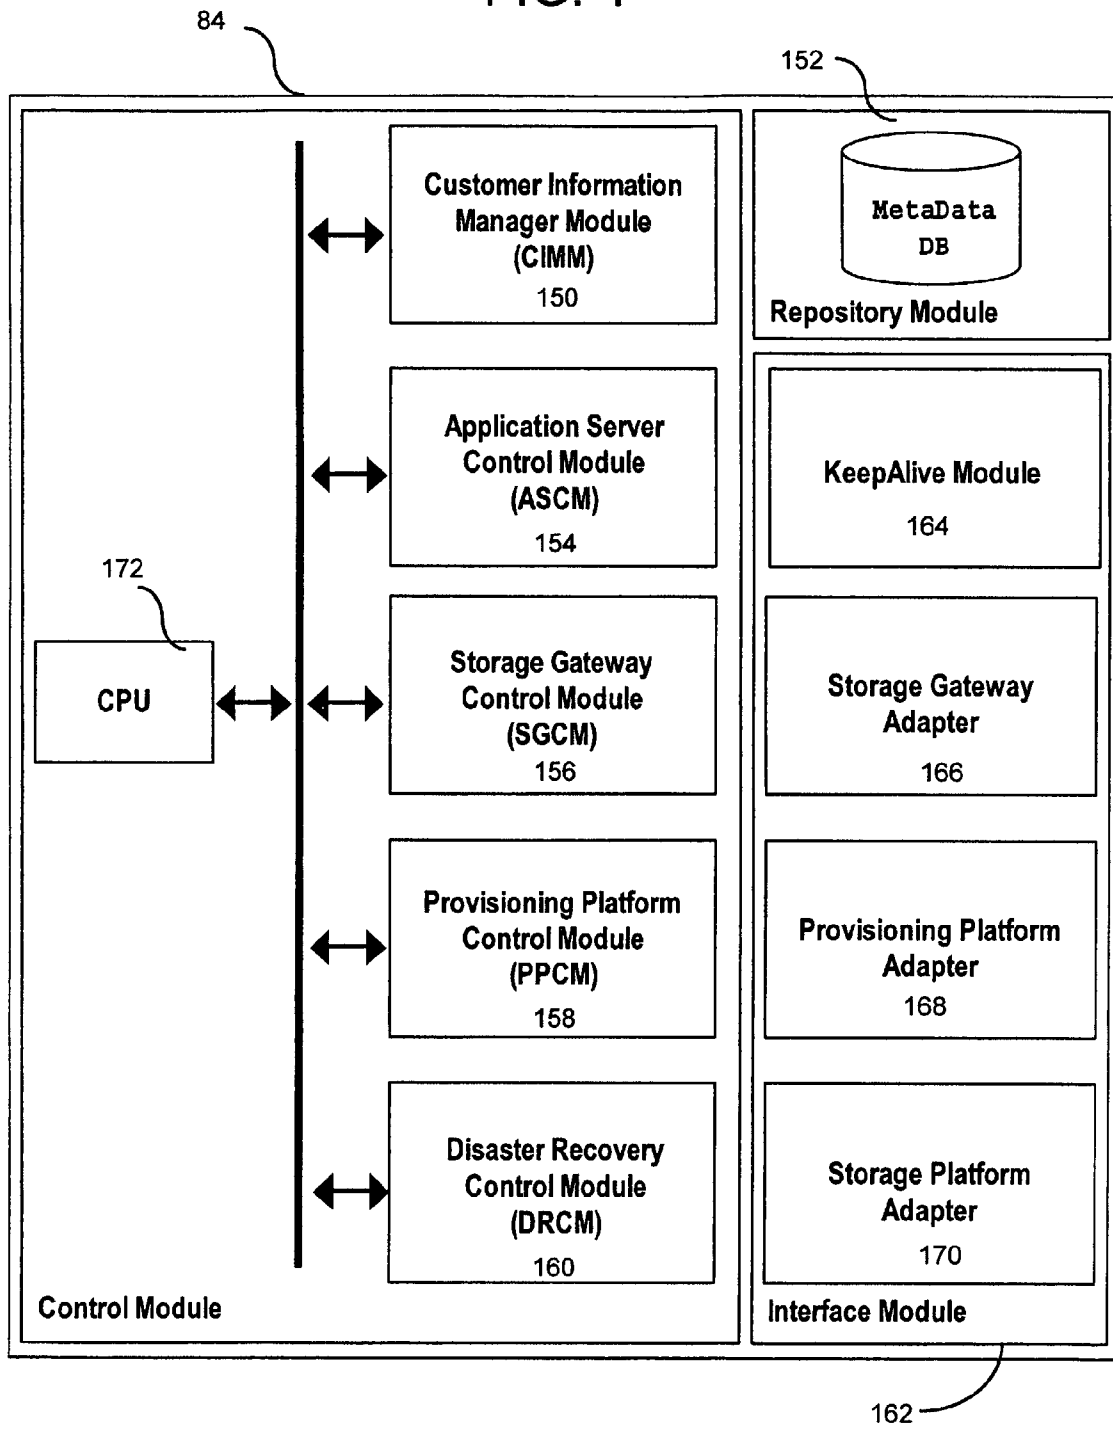 84
152
Customer Information
Manager Module
(CIMM)
150
MetaData
DB
Repository Module
Application Server
Control Module
(ASCM)
154
KeepAlive Module
164
172
CPU
Storage Gateway
Control Module
(SGCM)
156
Storage Gateway
Adapter
166
Provisioning Platform
Control Module
(PPCM)
158
Provisioning Platform
Adapter
168
Disaster Recovery
Control Module
(DRCM)
160
Storage Platform
Adapter
170
Control Module
Interface Module
162